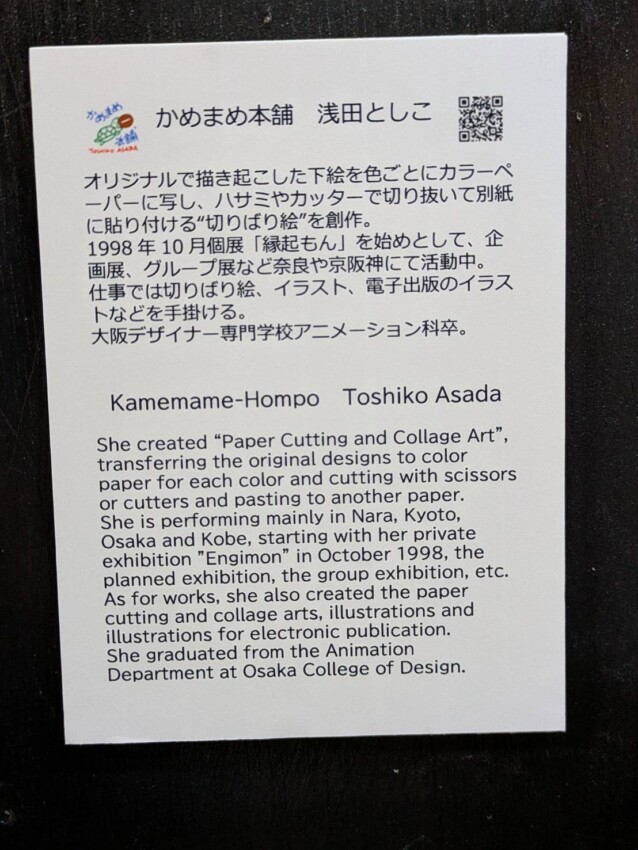 かめまめ
本舗
TOSHIKO ASADA
かめまめ本舗　浅田としこ
オリジナルで描き起こした下絵を色ごとにカラーペ
ーパーに写し、ハサミやカッターで切り抜いて別紙
に貼り付ける“切りばり絵”を創作。
1998 年 10 月個展「縁起もん」を始めとして、企
画展、グループ展など奈良や京阪神にて活動中。
仕事では切りばり絵、イラスト、電子出版のイラス
トなどを手掛ける。
大阪デザイナー専門学校アニメーション科卒。
Kamemame-Hompo　Toshiko Asada
She created “Paper Cutting and Collage Art”,
transferring the original designs to color
paper for each color and cutting with scissors
or cutters and pasting to another paper.
She is performing mainly in Nara, Kyoto,
Osaka and Kobe, starting with her private
exhibition ”Engimon” in October 1998, the
planned exhibition, the group exhibition, etc.
As for works, she also created the paper
cutting and collage arts, illustrations and
illustrations for electronic publication.
She graduated from the Animation
Department at Osaka College of Design.